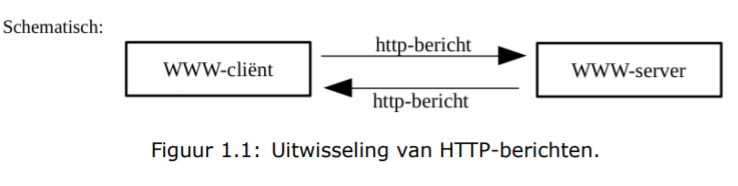 Schematisch:
http-bericht
WWW-cliënt
WWW-server
http-bericht
Figuur 1.1: Uitwisseling van HTTP-berichten.